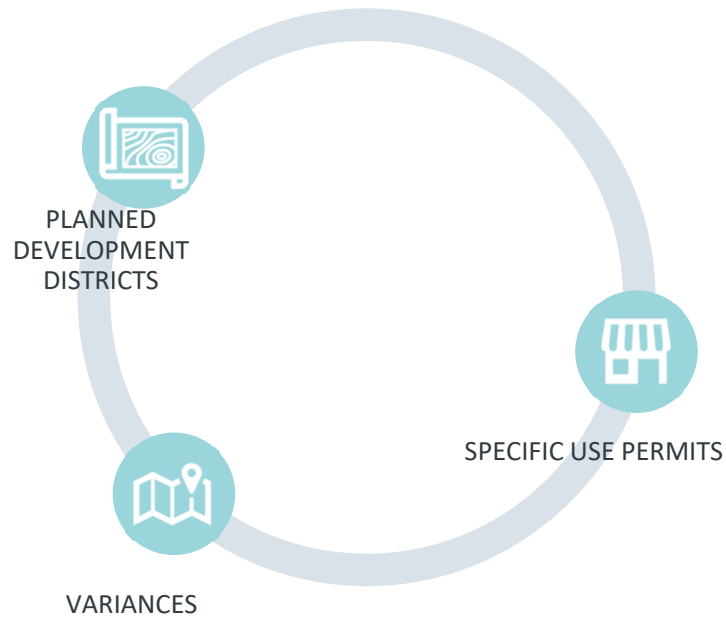 PLANNED
DEVELOPMENT
DISTRICTS
SPECIFIC USE PERMITS
VARIANCES